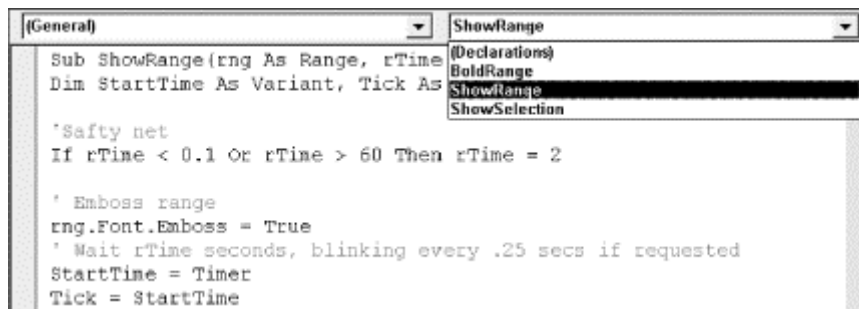 (General)
ShowRange
(Declarations)
BoldRange
ShowRange
ShowSelection
Sub ShowRange(rng As Range, rTime
Dim StartTime As Variant, Tick As
'Safty net
If rTime < 0.1 Or rTime > 60 Then rTime = 2
' Emboss range
rng.Font.Emboss = True
' Wait rTime seconds, blinking every .25 secs if requested
StartTime = Timer
Tick = StartTime